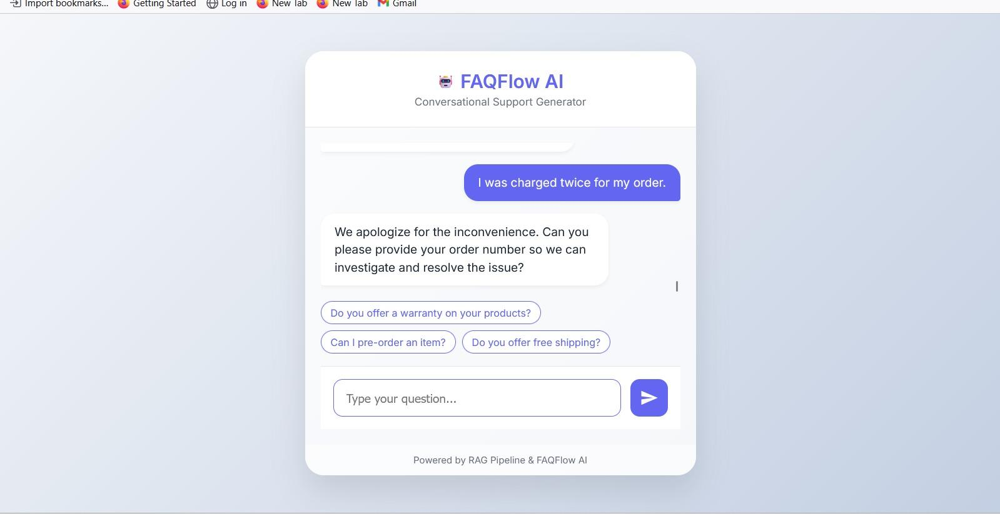 Import bookmarks... Getting Started Log in New Tab New Tab Gmail
FAQFlow AI
Conversational Support Generator
I was charged twice for my order.
We apologize for the inconvenience. Can you
please provide your order number so we can
investigate and resolve the issue?
Do you offer a warranty on your products?
Can I pre-order an item? Do you offer free shipping?
Type your question...
Powered by RAG Pipeline & FAQFlow AI